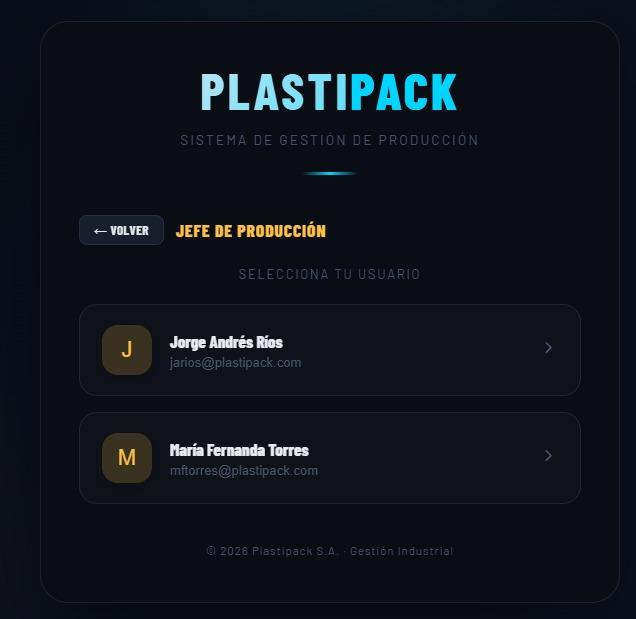 PLASTIPACK
SISTEMA DE GESTIÓN DE PRODUCCIÓN
← VOLVER JEFE DE PRODUCCIÓN
SELECCIONA TU USUARIO
J
Jorge Andrés Ríos
jarios@plastipack.com
M
María Fernanda Torres
mftorres@plastipack.com
© 2026 Plastipack S.A. · Gestión Industrial